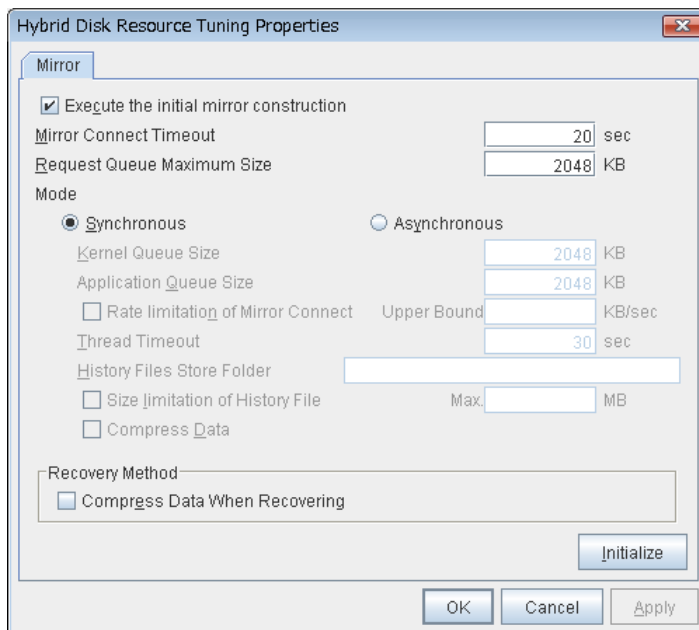 Hybrid Disk Resource Tuning Properties
Mirror
Execute the initial mirror construction
Mirror Connect Timeout 20 sec
Request Queue Maximum Size 2048 KB
Mode
Synchronous Asynchronous
Kernel Queue Size 2048 KB
Application Queue Size 2048 KB
Rate limitation of Mirror Connect Upper Bound KB/sec
Thread Timeout 30 sec
History Files Store Folder
Size limitation of History File Max. MB
Compress Data
Recovery Method
Compress Data When Recovering
Initialize
OK Cancel Apply